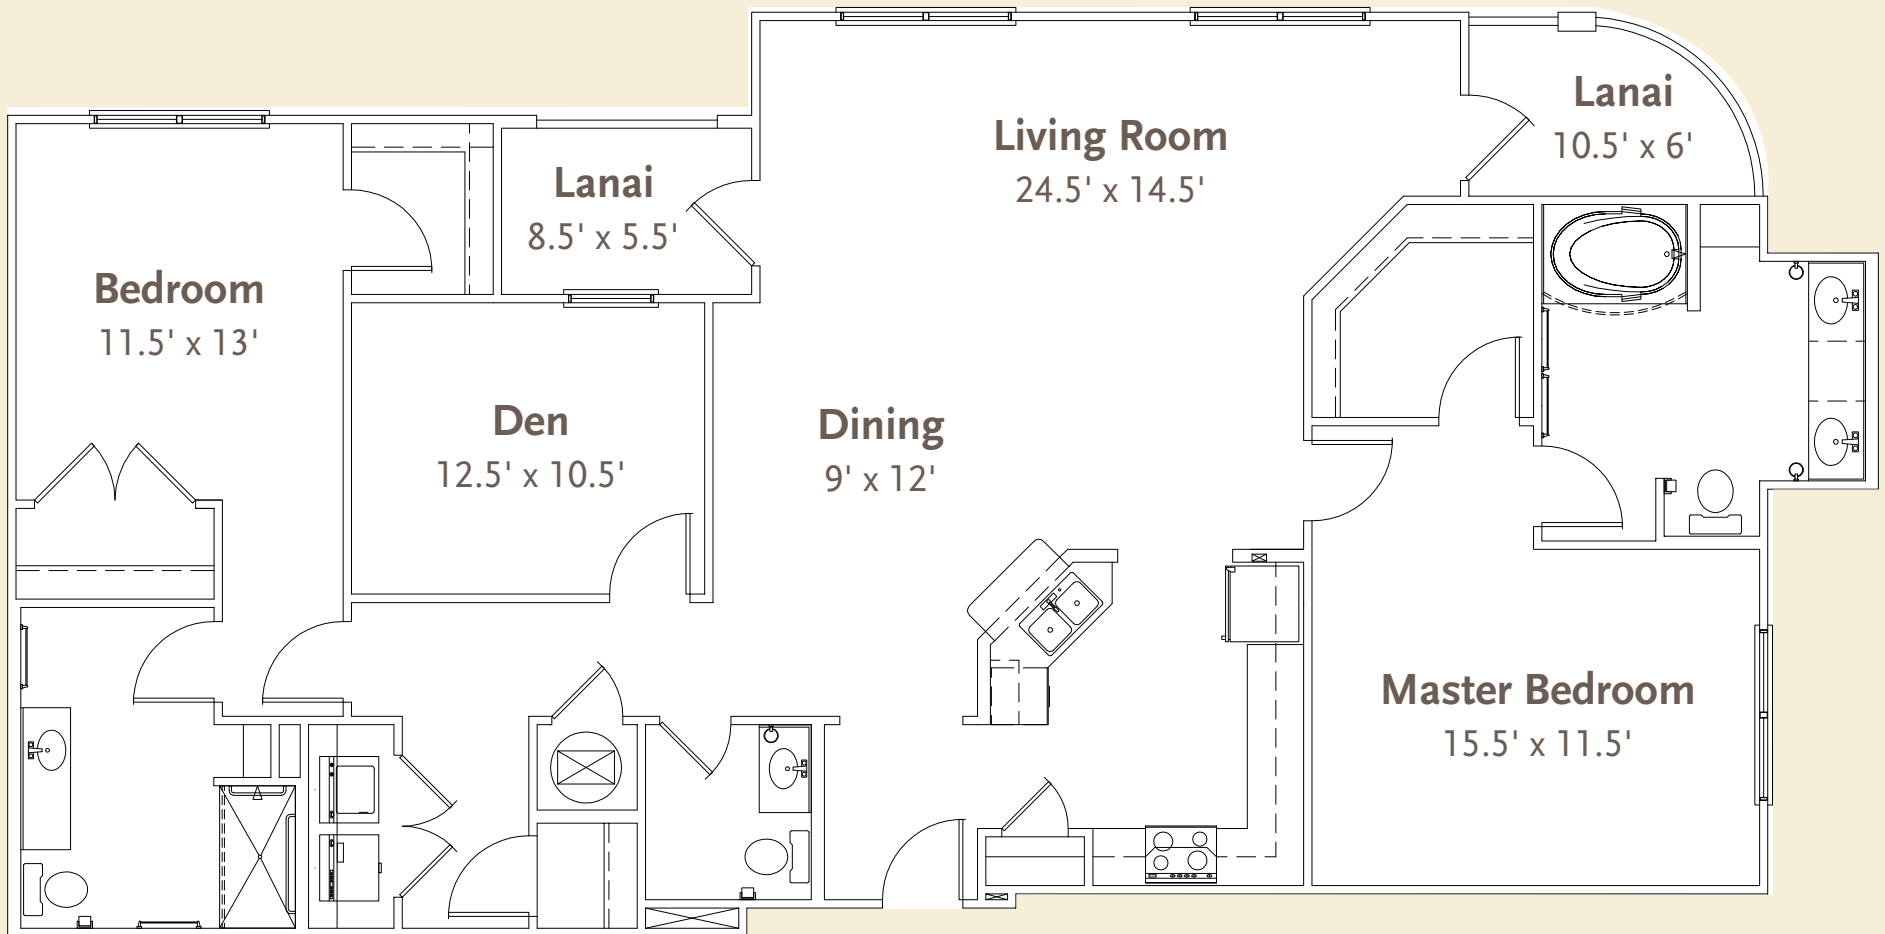 Lanai
10.5' x 6'
Living Room
24.5' x 14.5'
Lanai
8.5' x 5.5'
Bedroom
11.5' x 13'
Den
12.5' x 10.5'
Dining
9' x 12'
Master Bedroom
15.5' x 11.5'